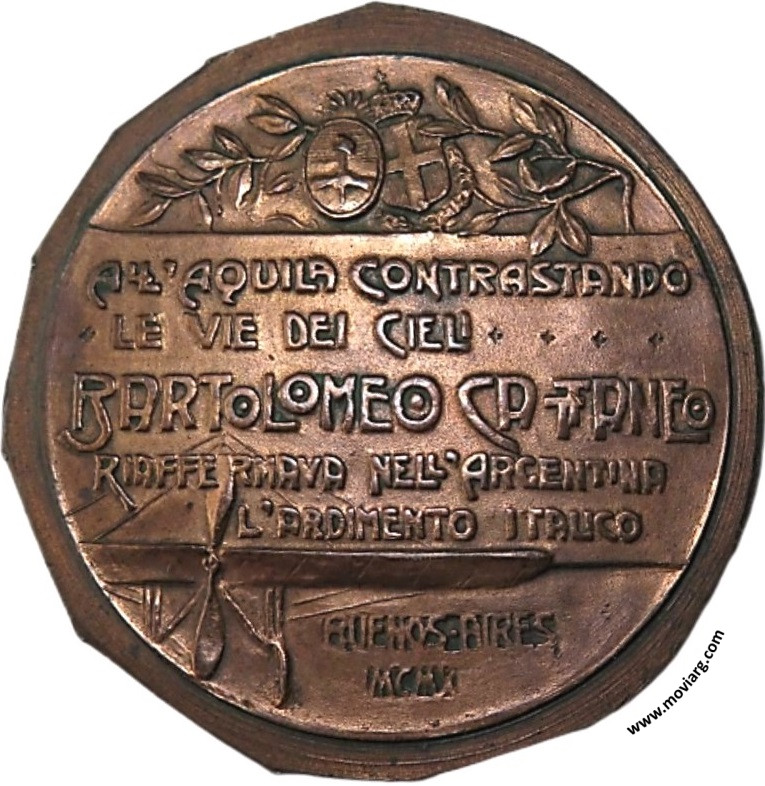 ALL'AQUILA CONTRASTANDO
LE VIE DEI CIELI
BARTOLOMEO CATTANEO
RIAFFERMAVA NELL'ARGENTINA
L'ARDIMENTO ITALICO
BUENOS-AIRES
MCMX
www.moviarg.com